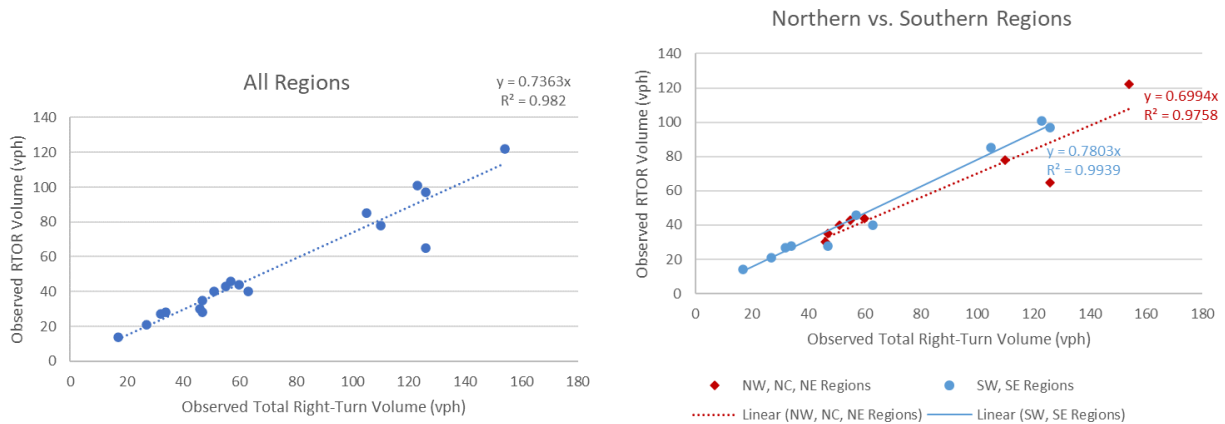 All Regions
y = 0.7363x
R² = 0.982
140
120
100
80
60
40
20
0
Observed RTOR Volume (vph)
0 20 40 60 80 100 120 140 160 180
Observed Total Right-Turn Volume (vph)
Northern vs. Southern Regions
140
120
100
80
60
40
20
0
Observed RTOR Volume (vph)
y = 0.6994x
R² = 0.9758
y = 0.7803x
R² = 0.9939
0 20 40 60 80 100 120 140 160 180
Observed Total Right-Turn Volume (vph)
NW, NC, NE Regions SW, SE Regions
Linear (NW, NC, NE Regions) Linear (SW, SE Regions)